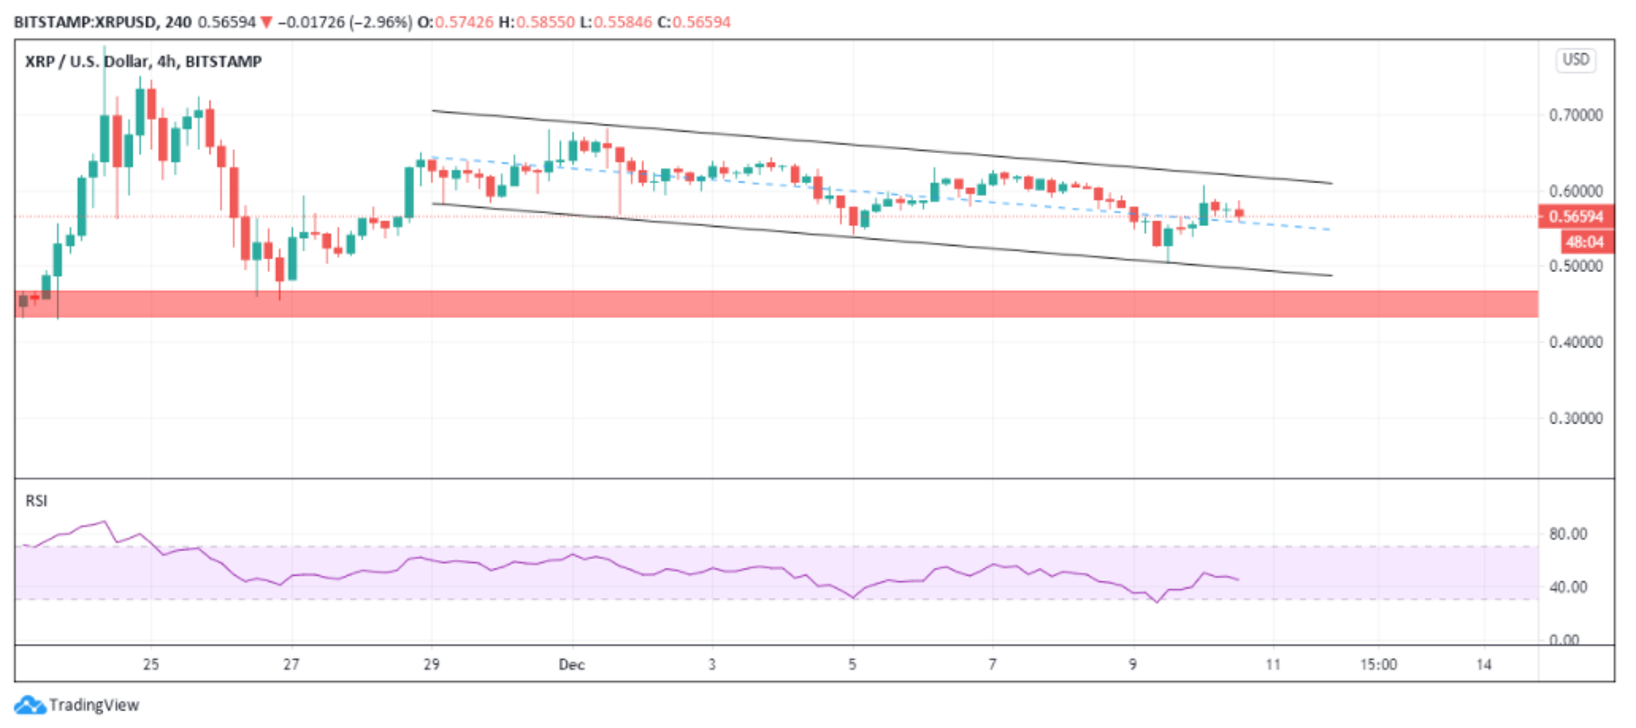 BITSTAMP:XRPUSD, 240 0.56594 ▼ −0.01726 (−2.96%) O:0.57426 H:0.58550 L:0.55846 C:0.56594
XRP / U.S. Dollar, 4h, BITSTAMP
USD
0.70000
0.60000
0.56594
48:04
0.50000
0.40000
0.30000
RSI
80.00
40.00
0.00
25 27 29 Dec 3 5 7 9 11 15:00 14
TradingView